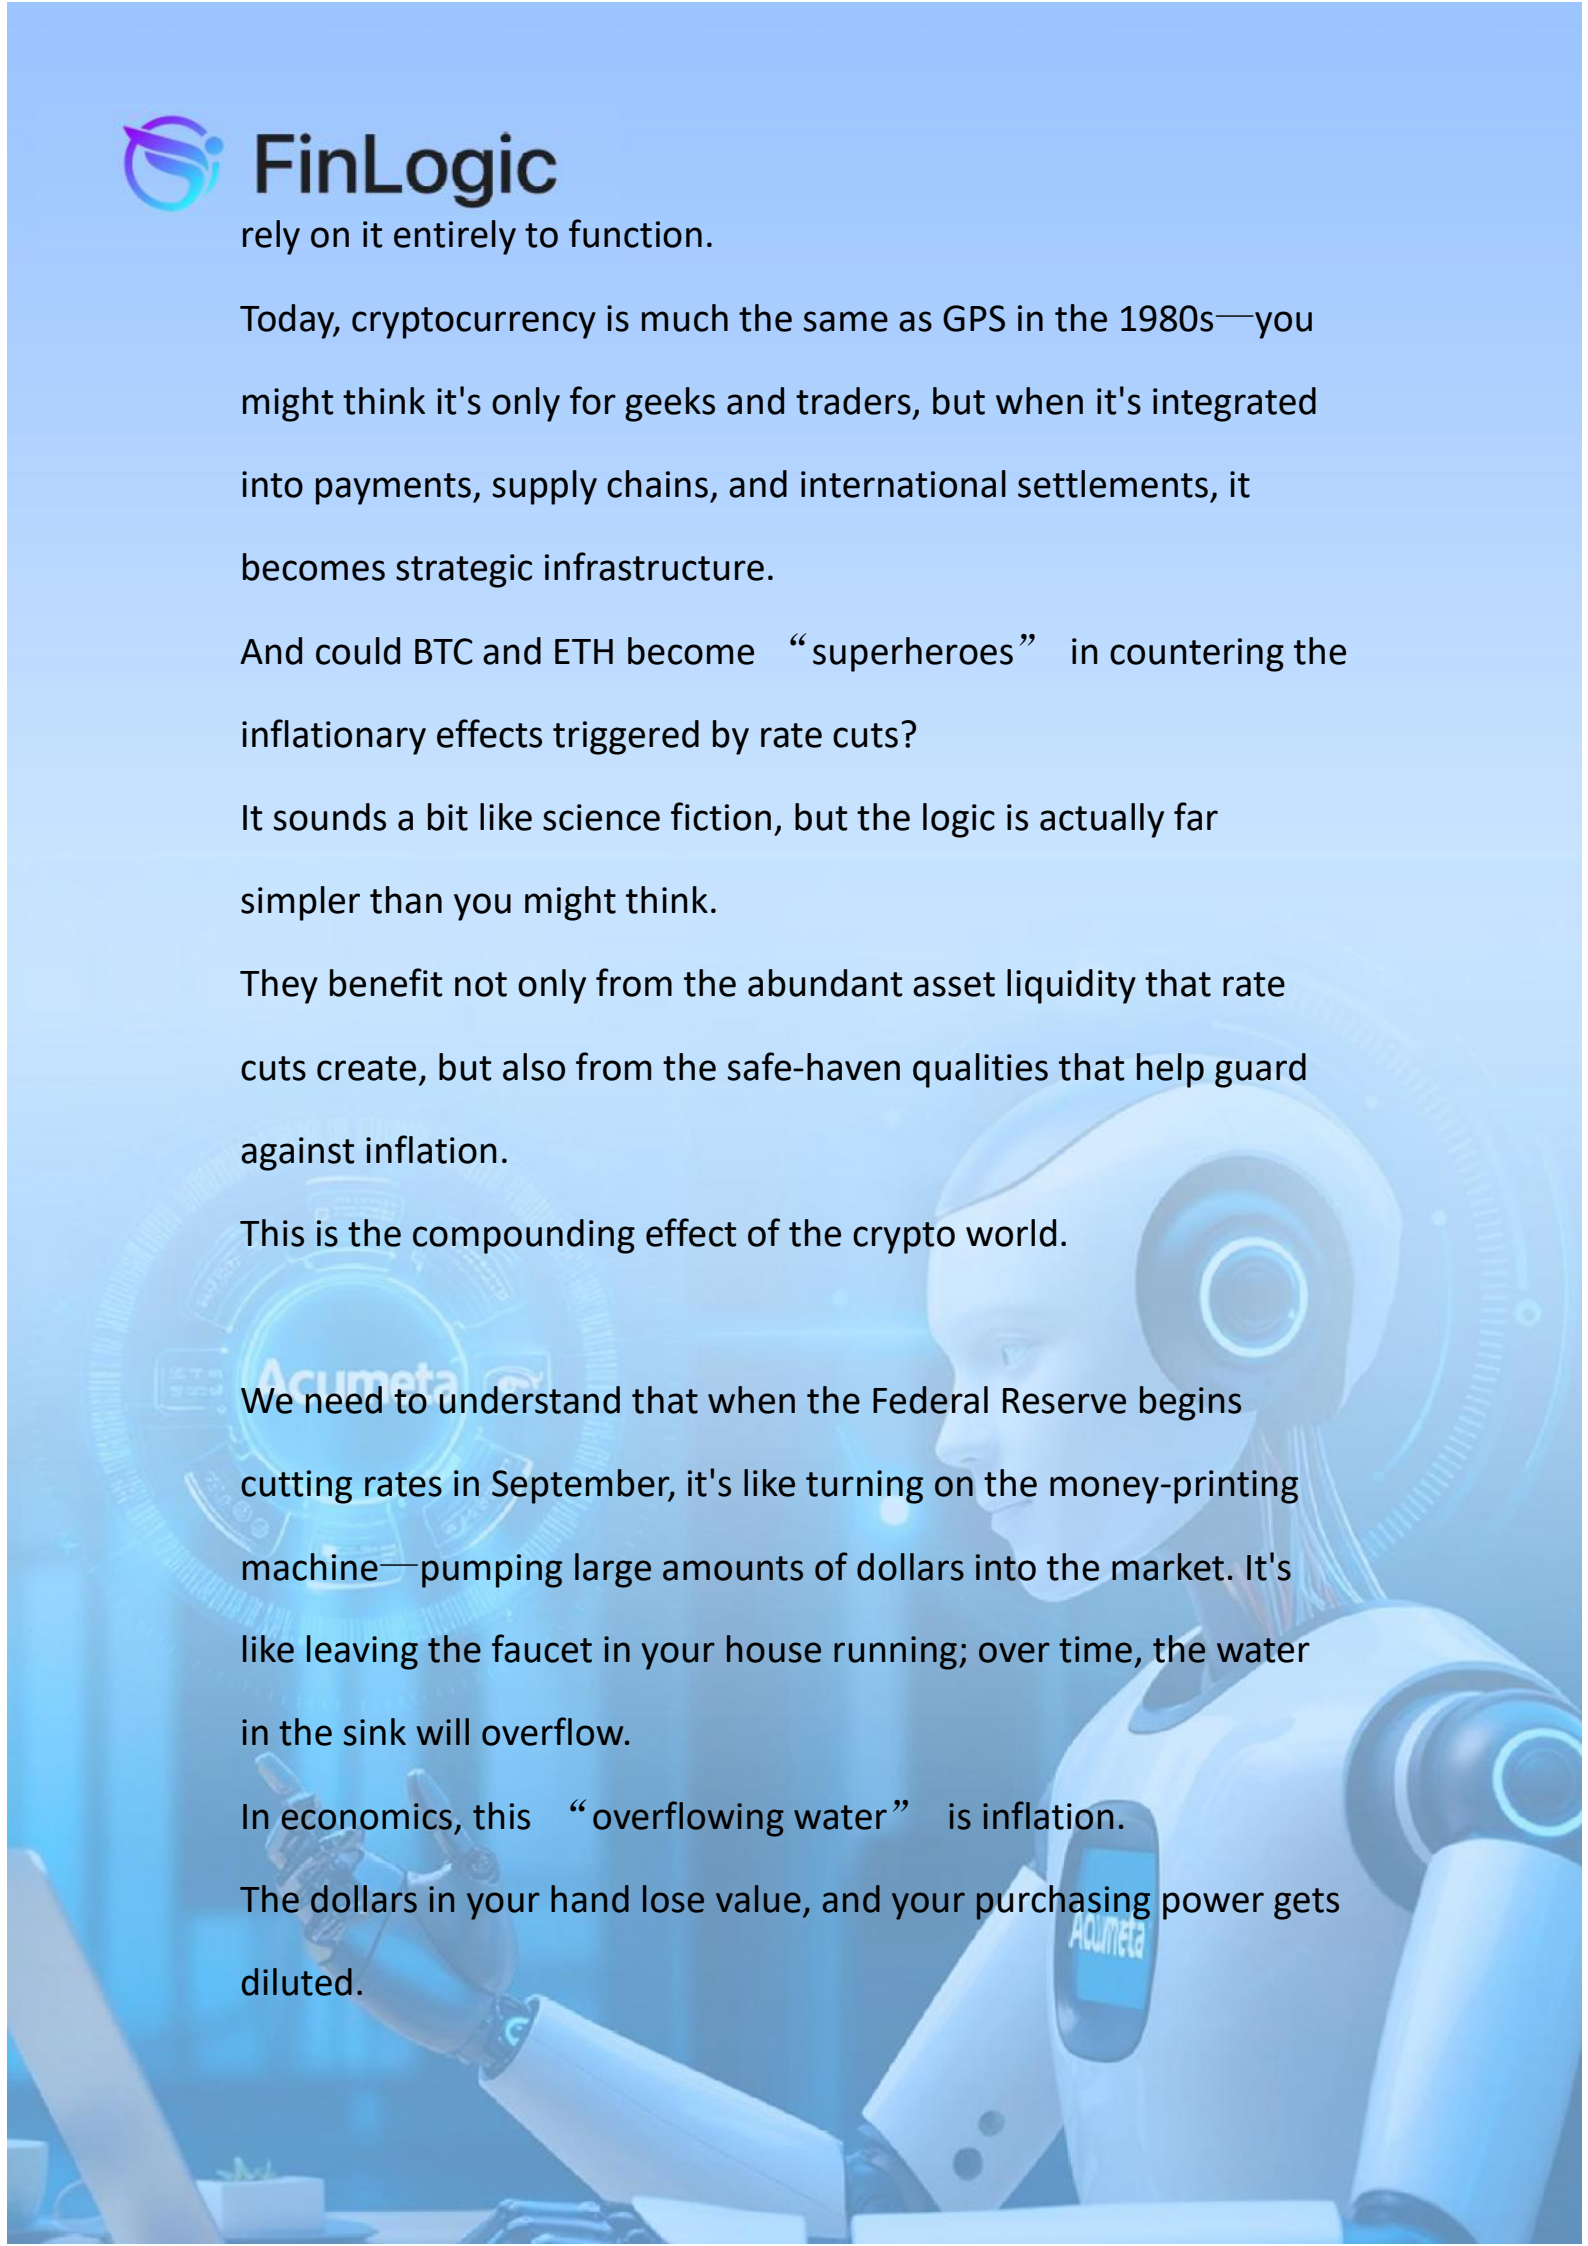 FinLogic
rely on it entirely to function.
Today, cryptocurrency is much the same as GPS in the 1980s—you
might think it's only for geeks and traders, but when it's integrated
into payments, supply chains, and international settlements, it
becomes strategic infrastructure.
And could BTC and ETH become “superheroes” in countering the
inflationary effects triggered by rate cuts?
It sounds a bit like science fiction, but the logic is actually far
simpler than you might think.
They benefit not only from the abundant asset liquidity that rate
cuts create, but also from the safe-haven qualities that help guard
against inflation.
This is the compounding effect of the crypto world.
Acumeta
We need to understand that when the Federal Reserve begins
cutting rates in September, it's like turning on the money-printing
machine—pumping large amounts of dollars into the market. It's
like leaving the faucet in your house running; over time, the water
in the sink will overflow.
In economics, this “overflowing water” is inflation.
The dollars in your hand lose value, and your purchasing power gets
Acumeta
diluted.